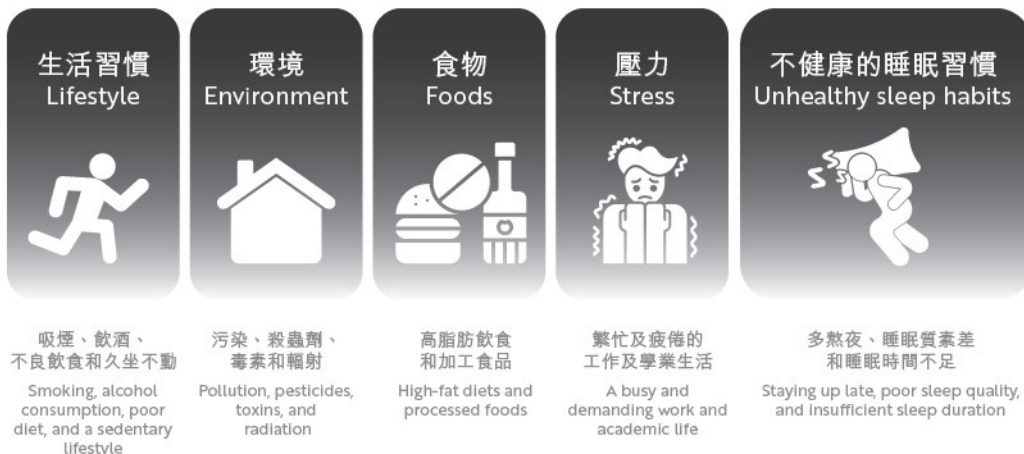 生活習慣
Lifestyle
環境
Environment
食物
Foods
壓力
Stress
不健康的睡眠習慣
Unhealthy sleep habits
吸煙、飲酒、
不良飲食和久坐不動
Smoking, alcohol
consumption, poor
diet, and a sedentary
lifestyle
污染、殺蟲劑、
毒素和輻射
Pollution, pesticides,
toxins, and
radiation
高脂肪飲食
和加工食品
High-fat diets and
processed foods
繁忙及疲倦的
工作及學業生活
A busy and
demanding work and
academic life
多熬夜、睡眠質素差
和睡眠時間不足
Staying up late, poor sleep quality,
and insufficient sleep duration